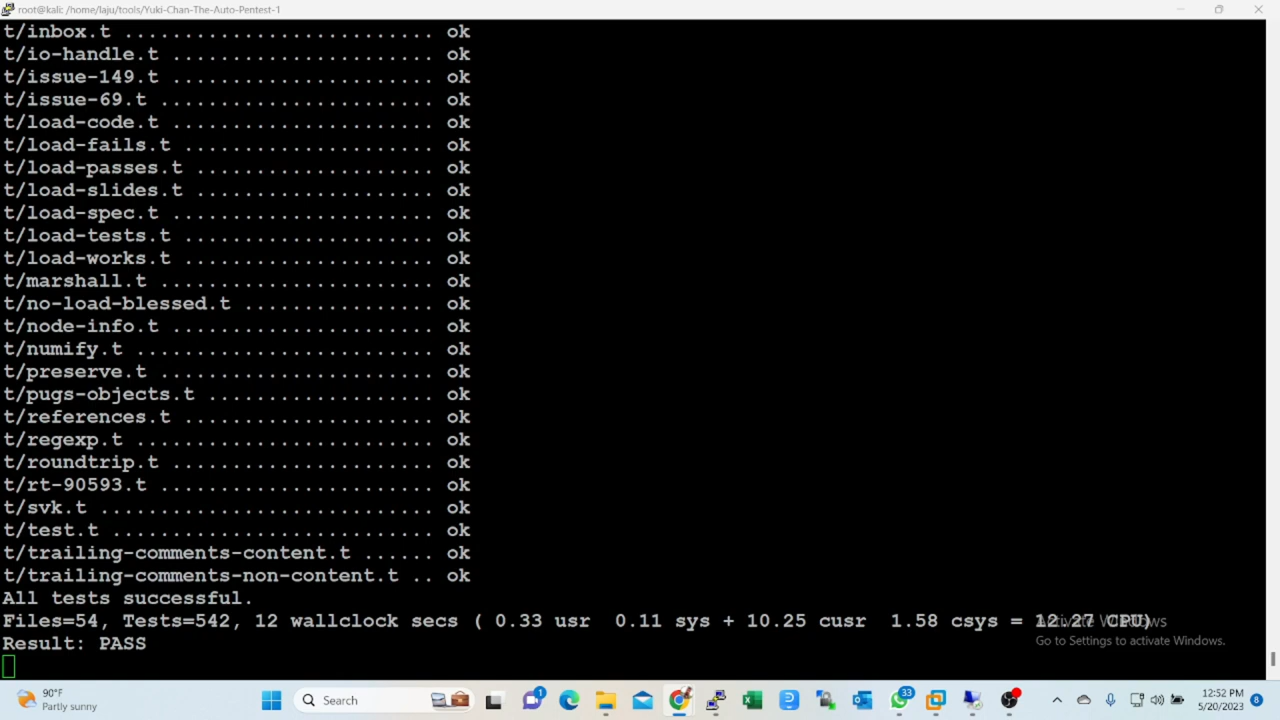 root@kali: /home/laju/tools/Yuki-Chan-The-Auto-Pentest-1
t/inbox.t .......................... ok
t/io-handle.t ...................... ok
t/issue-149.t ...................... ok
t/issue-69.t ....................... ok
t/load-code.t ...................... ok
t/load-fails.t ..................... ok
t/load-passes.t .................... ok
t/load-slides.t .................... ok
t/load-spec.t ...................... ok
t/load-tests.t ..................... ok
t/load-works.t ..................... ok
t/marshall.t ....................... ok
t/no-load-blessed.t ................ ok
t/node-info.t ...................... ok
t/numify.t ......................... ok
t/preserve.t ....................... ok
t/pugs-objects.t ................... ok
t/references.t ..................... ok
t/regexp.t ......................... ok
t/roundtrip.t ...................... ok
t/rt-90593.t ....................... ok
t/svk.t ............................ ok
t/test.t ........................... ok
t/trailing-comments-content.t ...... ok
t/trailing-comments-non-content.t .. ok
All tests successful.
Files=54, Tests=542, 12 wallclock secs ( 0.33 usr  0.11 sys + 10.25 cusr  1.58 csys = 12.27 CPU)
Activate Windows
Result: PASS
Go to Settings to activate Windows.
90°F
Partly sunny
Search
1
33
12:52 PM
5/20/2023
8